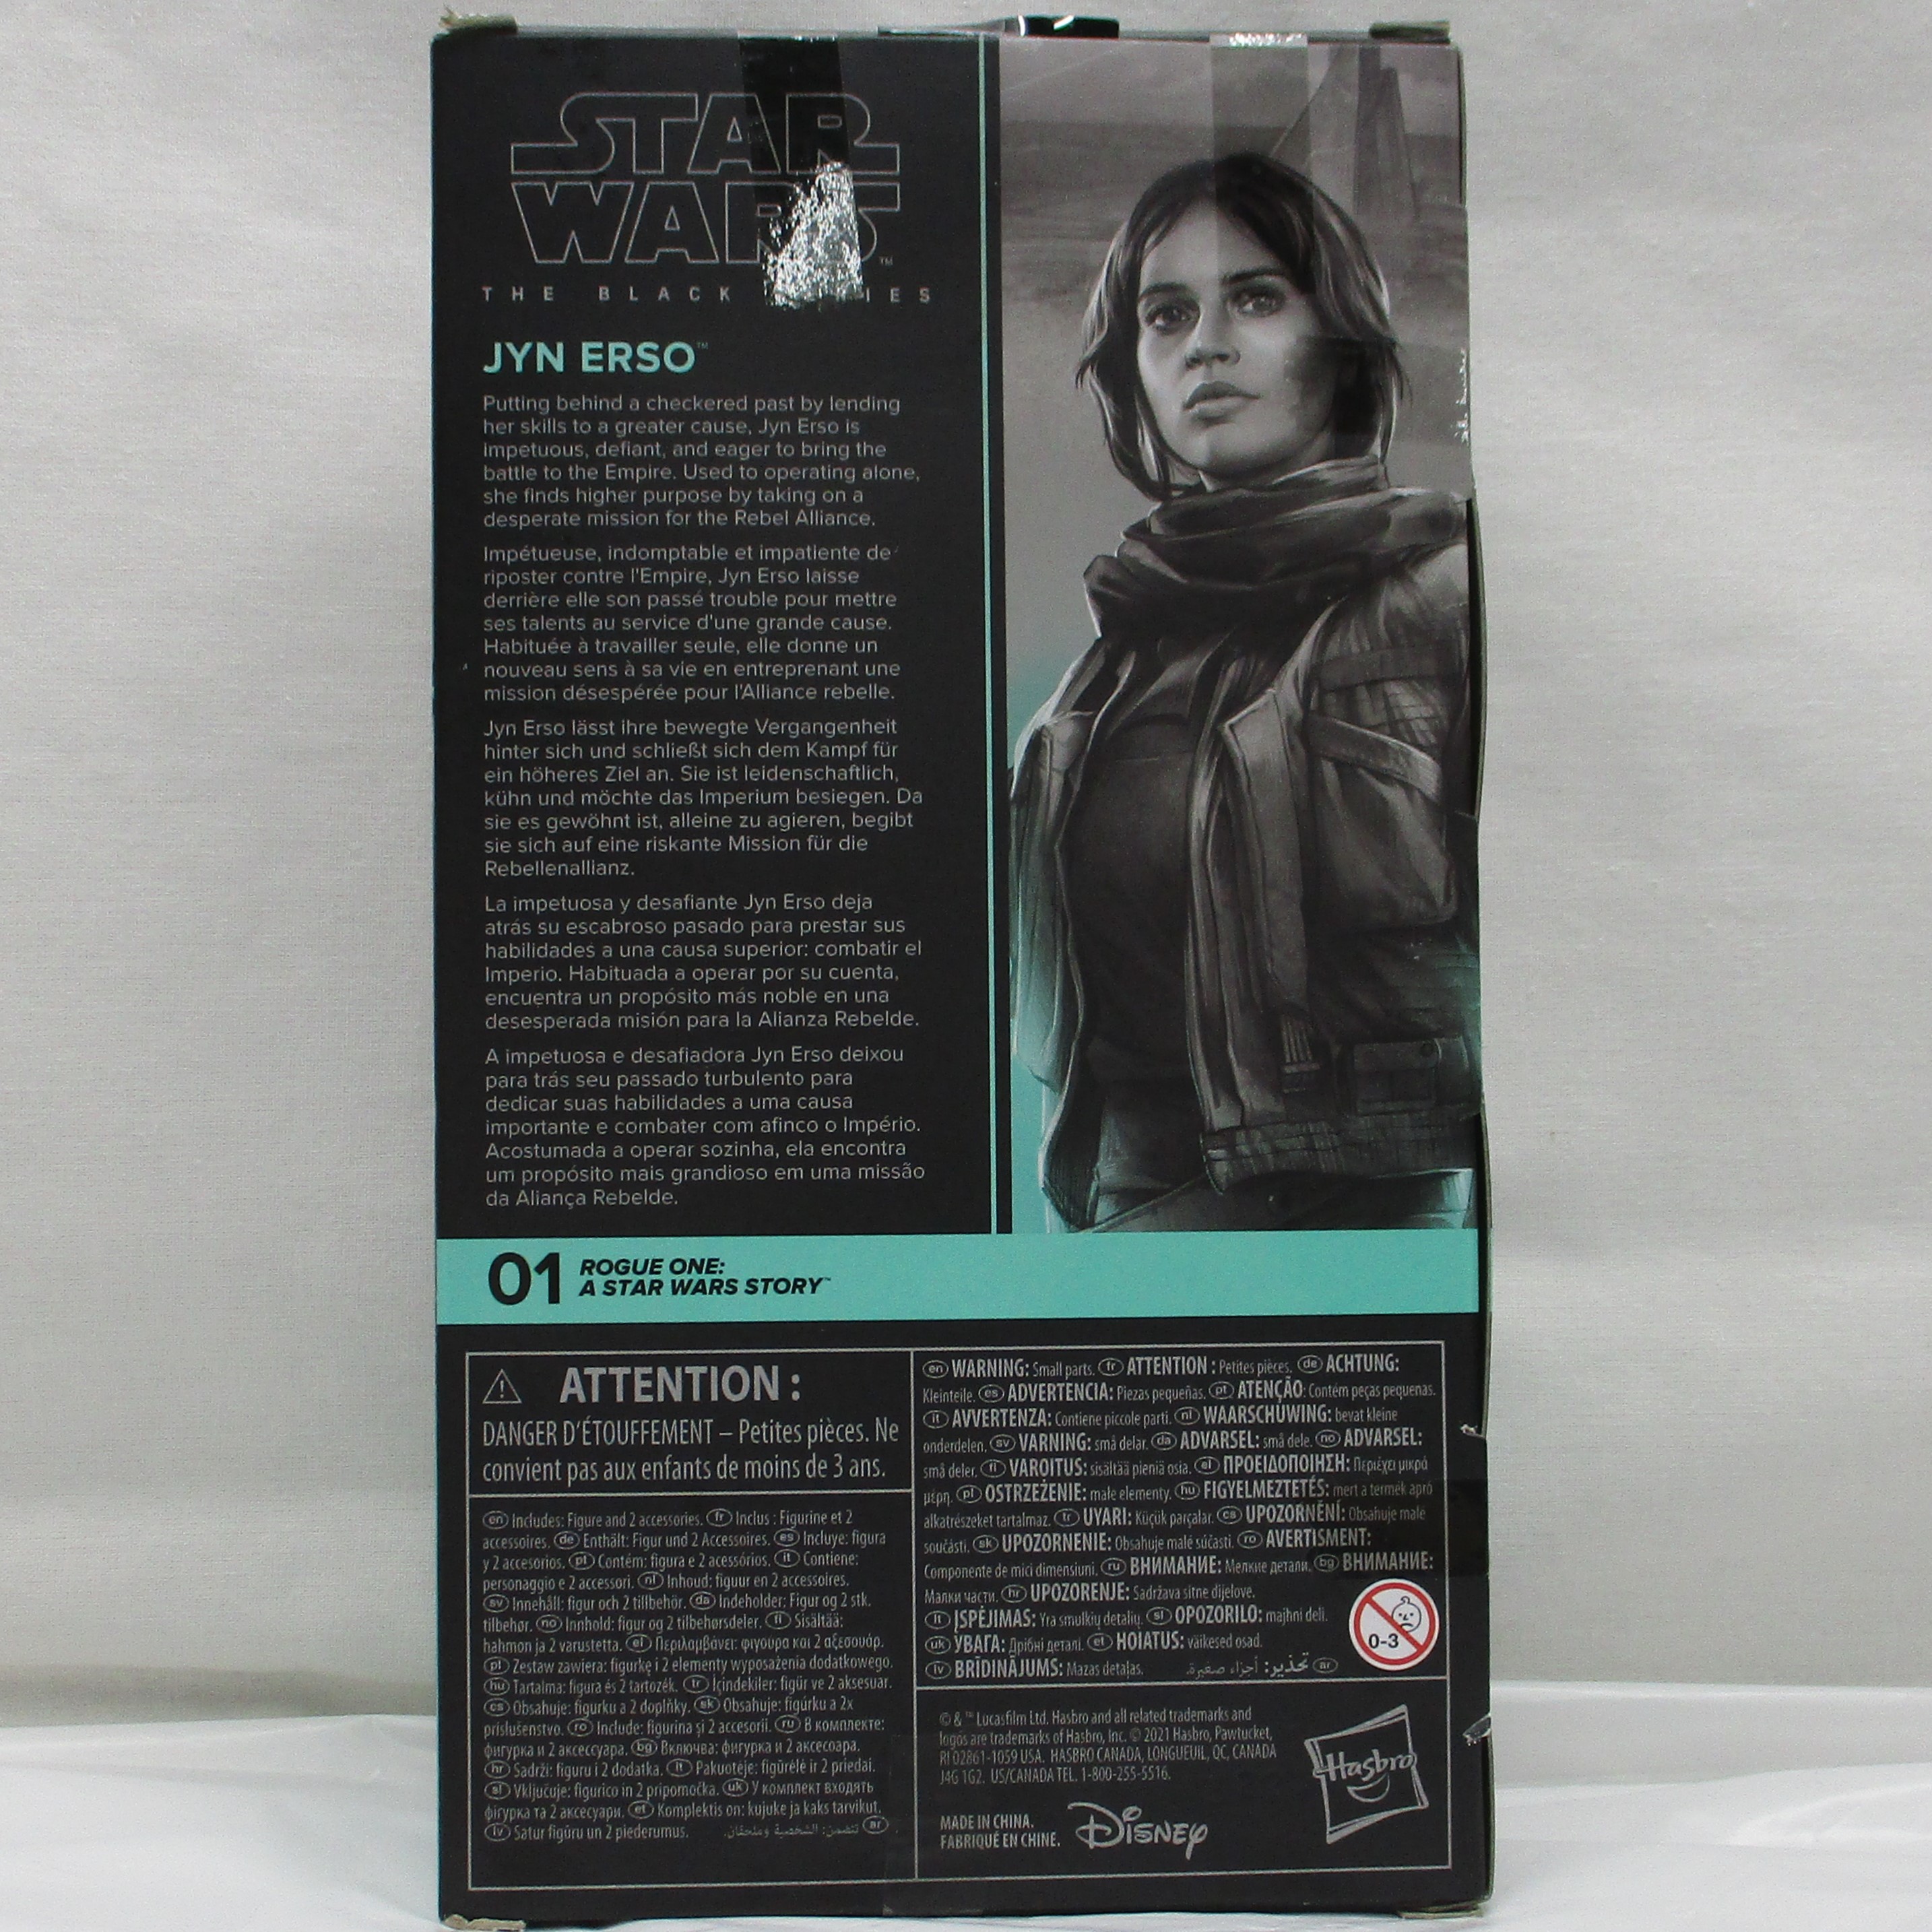 STAR
WARS™
THE BLACK
JYN ERSO™
Putting behind a checkered past by lending
her skills to a greater cause, Jyn Erso is
impetuous, defiant, and eager to bring the
battle to the Empire. Used to operating alone,
she finds higher purpose by taking on a
desperate mission for the Rebel Alliance.
Impétueuse, indomptable et impatiente de
riposter contre l'Empire, Jyn Erso laisse
derrière elle son passé trouble pour mettre
ses talents au service d'une grande cause.
Habituée à travailler seule, elle donne un
nouveau sens à sa vie en entreprenant une
mission désespérée pour l'Alliance rebelle.
Jyn Erso lässt ihre bewegte Vergangenheit
hinter sich und schließt sich dem Kampf für
ein höheres Ziel an. Sie ist leidenschaftlich,
kühn und möchte das Imperium besiegen. Da
sie es gewöhnt ist, alleine zu agieren, begibt
sie sich auf eine riskante Mission für die
Rebellenallianz.
La impetuosa y desafiante Jyn Erso deja
atrás su escabroso pasado para prestar sus
habilidades a una causa superior: combatir el
Imperio. Habituada a operar por su cuenta,
encuentra un propósito más noble en una
desesperada misión para la Alianza Rebelde.
A impetuosa e desafiadora Jyn Erso deixou
para trás seu passado turbulento para
dedicar suas habilidades a uma causa
importante e combater com afinco o Império.
Acostumada a operar sozinha, ela encontra
um propósito mais grandioso em uma missão
da Aliança Rebelde.
01 ROGUE ONE:
A STAR WARS STORY™
ATTENTION :
DANGER D'ÉTOUFFEMENT – Petites pièces. Ne
convient pas aux enfants de moins de 3 ans.
en Includes: Figure and 2 accessories. fr Inclus : Figurine et 2
accessoires. de Enthält: Figur und 2 Accessoires. es Incluye: figura
y 2 accesorios. pt Contém: figura e 2 acessórios. it Contiene:
personaggio e 2 accessori. nl Inhoud: figuur en 2 accessoires.
sv Innehåll: figur och 2 tillbehör. da Indeholder: Figur og 2 stk.
tilbehør. no Innhold: figur og 2 tilbehørsdeler. fi Sisältää:
hahmon ja 2 varustetta. el Περιλαμβάνει: φιγούρα και 2 αξεσουάρ.
pl Zestaw zawiera: figurkę i 2 elementy wyposażenia dodatkowego.
hu Tartalma: figura és 2 tartozék. tr İçindekiler: figür ve 2 aksesuar.
cs Obsahuje: figurku a 2 doplňky. sk Obsahuje: figúrku a 2x
príslušenstvo. ro Include: figurina și 2 accesorii. ru В комплекте:
фигурка и 2 аксессуара. bg Включва: фигурка и 2 аксесоара.
hr Sadrži: figuru i 2 dodatka. lt Pakuotėje: figūrėlė ir 2 priedai.
sl Vključuje: figurico in 2 pripomočka. uk У комплект входять
фігурка та 2 аксесуари. et Komplektis on: kujuke ja kaks tarvikut.
lv Satur figūru un 2 piederumus. ar تتضمن: الشخصية وملحقان.
en WARNING: Small parts. fr ATTENTION : Petites pièces. de ACHTUNG:
Kleinteile. es ADVERTENCIA: Piezas pequeñas. pt ATENÇÃO: Contém peças pequenas.
it AVVERTENZA: Contiene piccole parti. nl WAARSCHUWING: bevat kleine
onderdelen. sv VARNING: små delar. da ADVARSEL: små dele. no ADVARSEL:
små deler. fi VAROITUS: sisältää pieniä osia. el ΠΡΟΕΙΔΟΠΟΙΗΣΗ: Περιέχει μικρά
μέρη. pl OSTRZEŻENIE: małe elementy. hu FIGYELMEZTETÉS: mert a termék apró
alkatrészeket tartalmaz. tr UYARI: Küçük parçalar. cs UPOZORNĚNÍ: Obsahuje malé
součásti. sk UPOZORNENIE: Obsahuje malé súčasti. ro AVERTISMENT:
Componente de mici dimensiuni. ru ВНИМАНИЕ: Мелкие детали. bg ВНИМАНИЕ:
Малки части. hr UPOZORENJE: Sadržava sitne dijelove.
lt ĮSPĖJIMAS: Yra smulkių detalių. sl OPOZORILO: majhni deli.
uk УВАГА: Дрібні деталі. et HOIATUS: väikesed osad.
lv BRĪDINĀJUMS: Mazas detaļas. ar تحذير: أجزاء صغيرة.
0-3
© & ™ Lucasfilm Ltd. Hasbro and all related trademarks and
logos are trademarks of Hasbro, Inc. © 2021 Hasbro, Pawtucket,
RI 02861-1059 USA. HASBRO CANADA, LONGUEUIL, QC, CANADA
J4G 1G2. US/CANADA TEL. 1-800-255-5516.
MADE IN CHINA.
FABRIQUÉ EN CHINE.
Disney
Hasbro